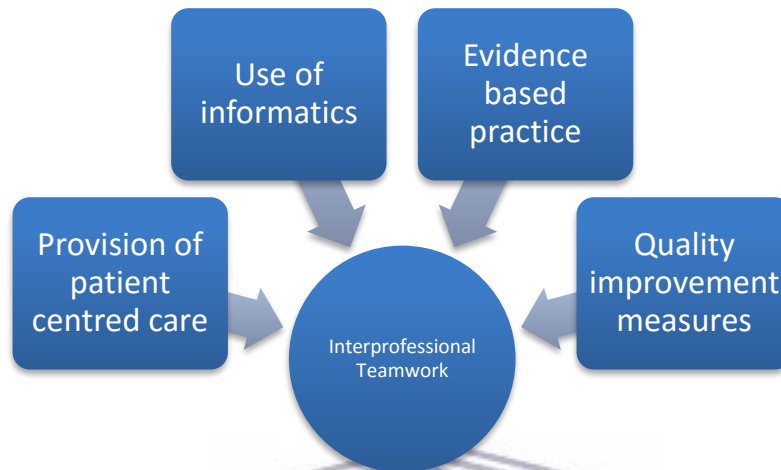 Use of
informatics
Evidence
based
practice
Provision of
patient
centred care
Quality
improvement
measures
Interprofessional
Teamwork